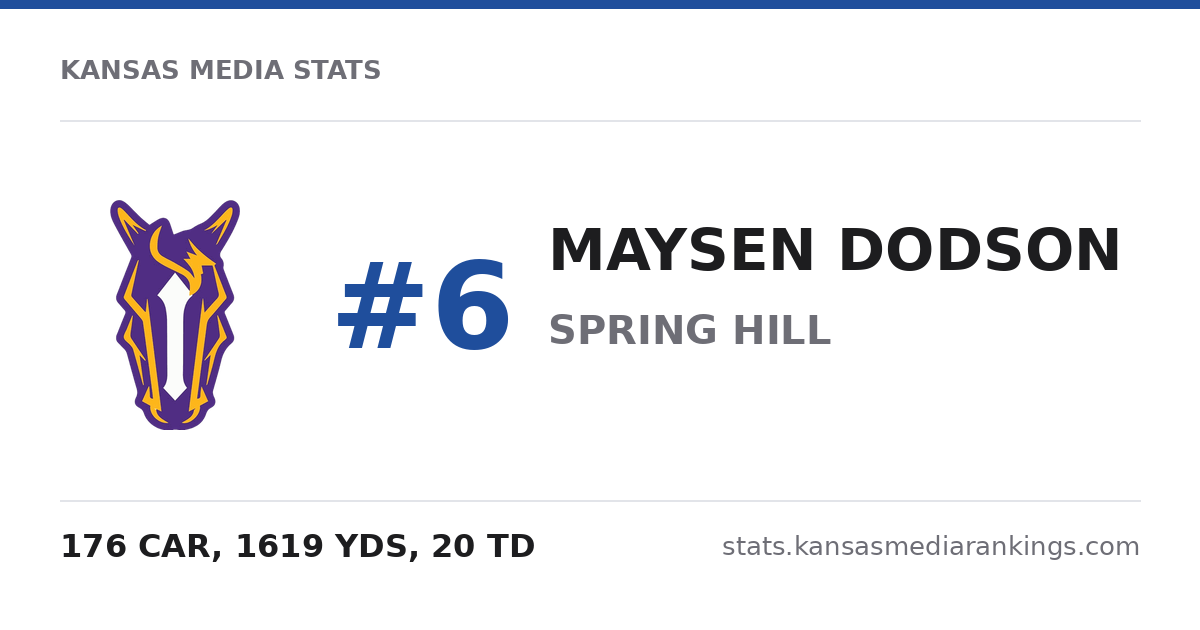 KANSAS MEDIA STATS
#6
MAYSEN DODSON
SPRING HILL
176 CAR, 1619 YDS, 20 TD
stats.kansasmediarankings.com